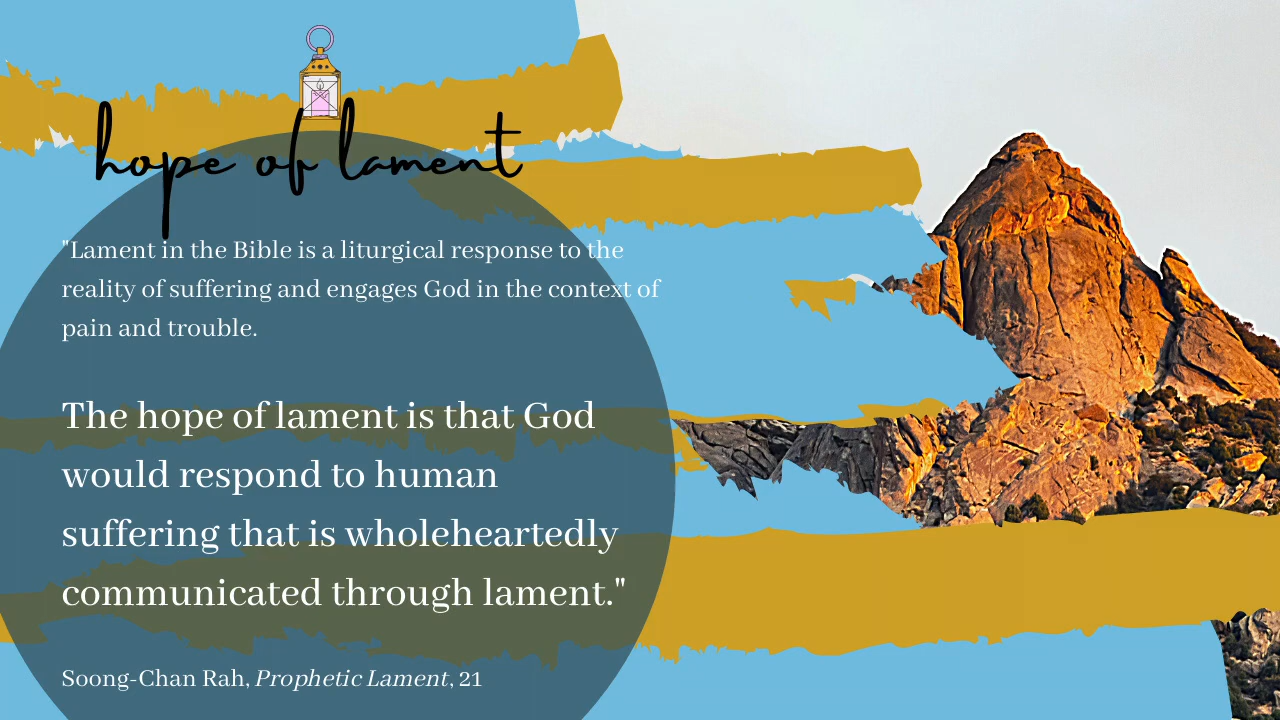 hope of lament
"Lament in the Bible is a liturgical response to the
reality of suffering and engages God in the context of
pain and trouble.
The hope of lament is that God
would respond to human
suffering that is wholeheartedly
communicated through lament."
Soong-Chan Rah, Prophetic Lament, 21